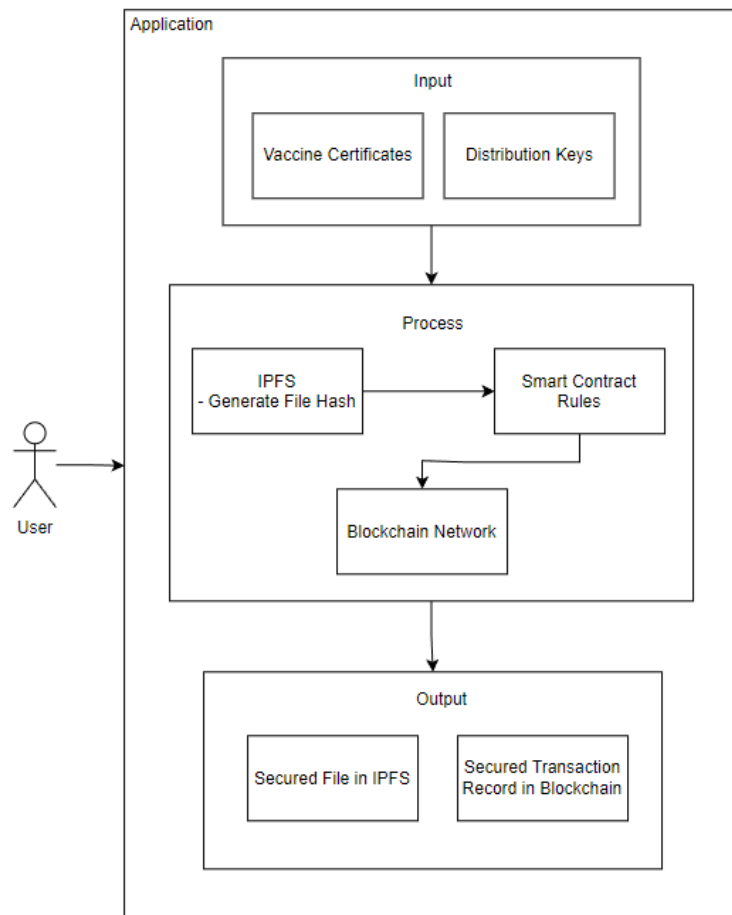 Application
Input
Vaccine Certificates
Distribution Keys
Process
IPFS
- Generate File Hash
Smart Contract
Rules
Blockchain Network
User
Output
Secured File in IPFS
Secured Transaction
Record in Blockchain